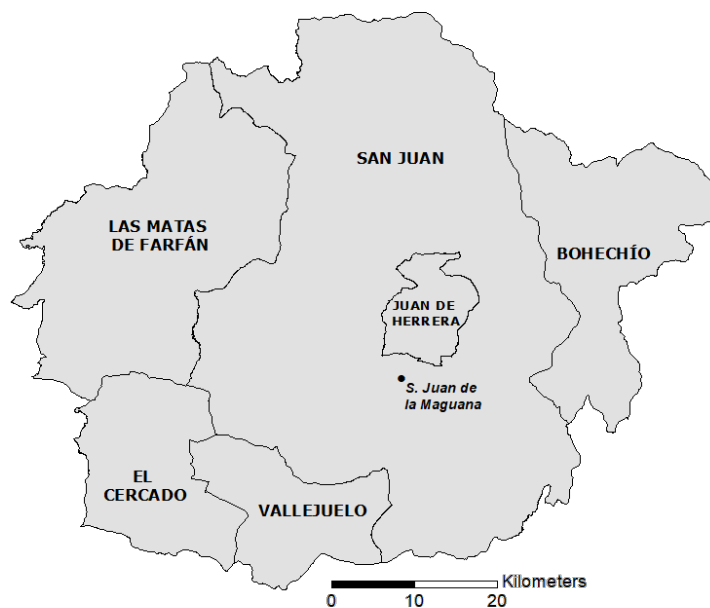 SAN JUAN
LAS MATAS
DE FARFÁN
BOHECHÍO
JUAN DE
HERRERA
S. Juan de
la Maguana
EL
CERCADO
VALLEJUELO
Kilometers
0 10 20